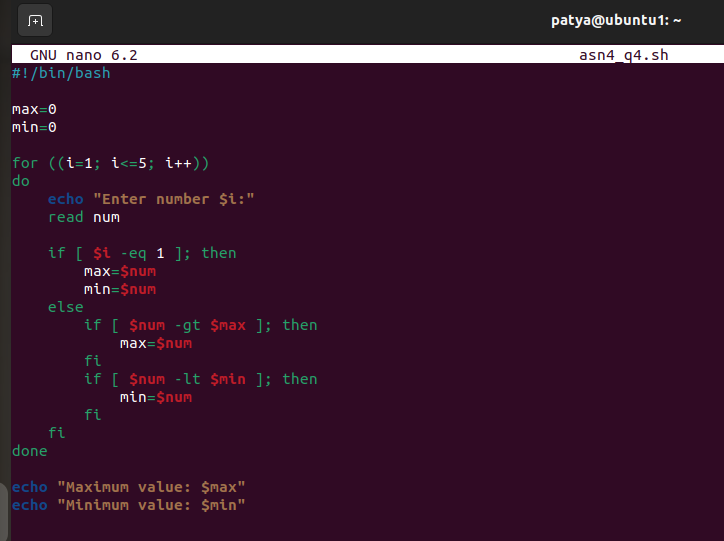 patya@ubuntu1: ~
GNU nano 6.2 asn4_q4.sh
#!/bin/bash
max=0
min=0
for ((i=1; i<=5; i++))
do
    echo "Enter number $i:"
    read num
    if [ $i -eq 1 ]; then
        max=$num
        min=$num
    else
        if [ $num -gt $max ]; then
            max=$num
        fi
        if [ $num -lt $min ]; then
            min=$num
        fi
    fi
done
echo "Maximum value: $max"
echo "Minimum value: $min"